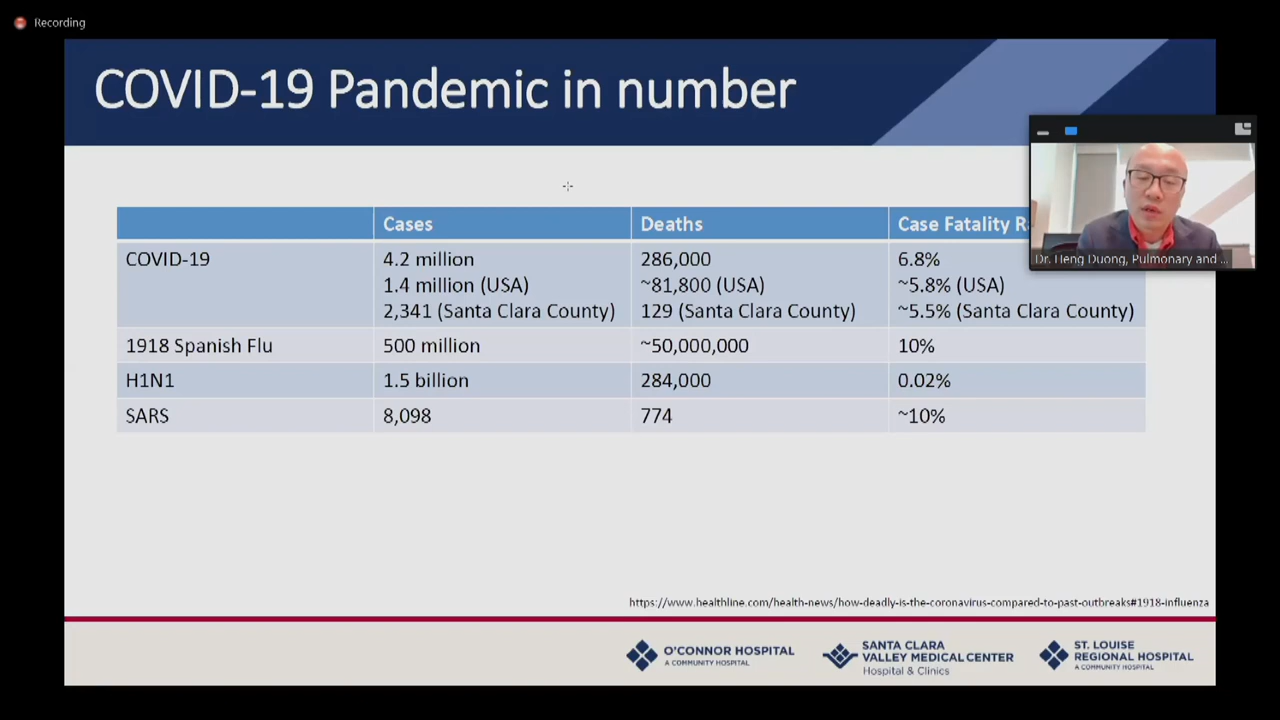 Recording
COVID-19 Pandemic in number
Cases Deaths Case Fatality R
COVID-19 4.2 million 286,000 6.8%
1.4 million (USA) ~81,800 (USA) ~5.8% (USA)
2,341 (Santa Clara County) 129 (Santa Clara County) ~5.5% (Santa Clara County)
1918 Spanish Flu 500 million ~50,000,000 10%
H1N1 1.5 billion 284,000 0.02%
SARS 8,098 774 ~10%
Dr. Heng Duong, Pulmonary and ...
https://www.healthline.com/health-news/how-deadly-is-the-coronavirus-compared-to-past-outbreaks#1918-influenza
O'CONNOR HOSPITAL
A COMMUNITY HOSPITAL
SANTA CLARA
VALLEY MEDICAL CENTER
Hospital & Clinics
ST. LOUISE
REGIONAL HOSPITAL
A COMMUNITY HOSPITAL